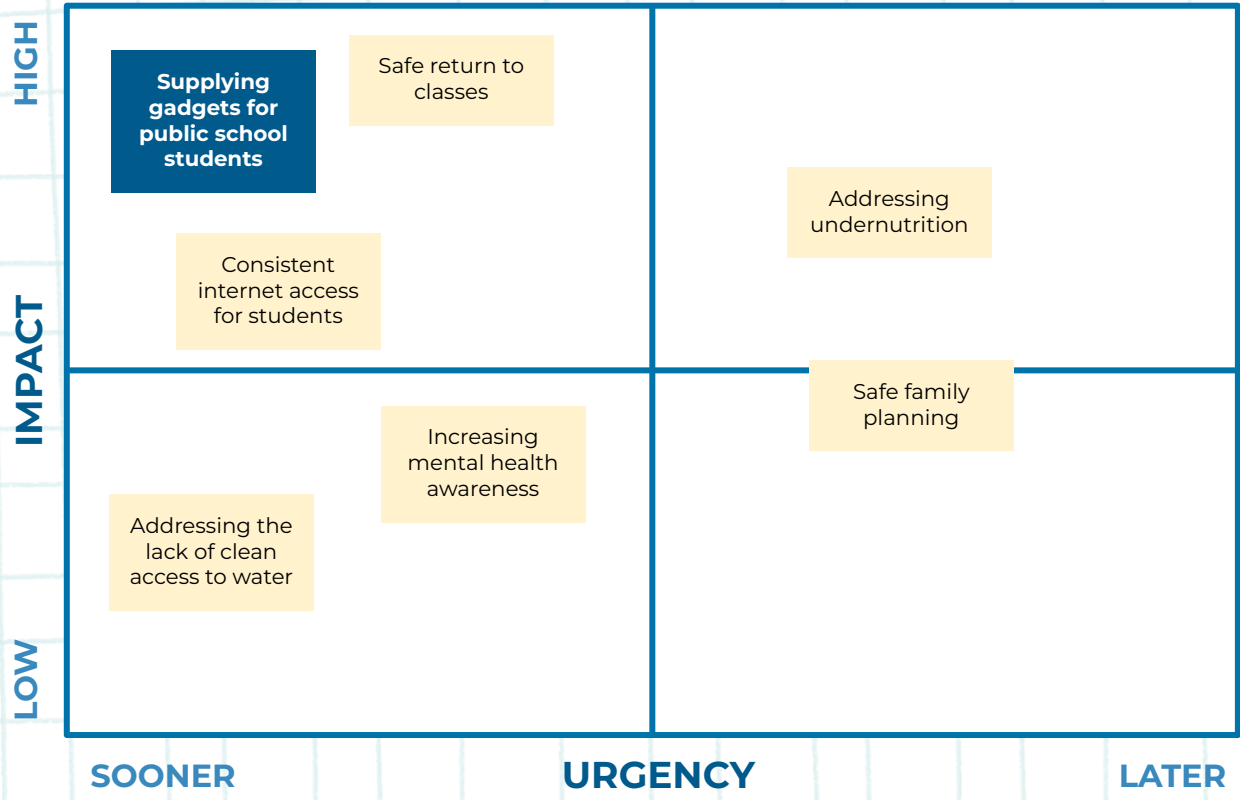 HIGH
IMPACT
LOW
Supplying
gadgets for
public school
students
Safe return to
classes
Consistent
internet access
for students
Addressing
undernutrition
Safe family
planning
Increasing
mental health
awareness
Addressing the
lack of clean
access to water
SOONER
URGENCY
LATER